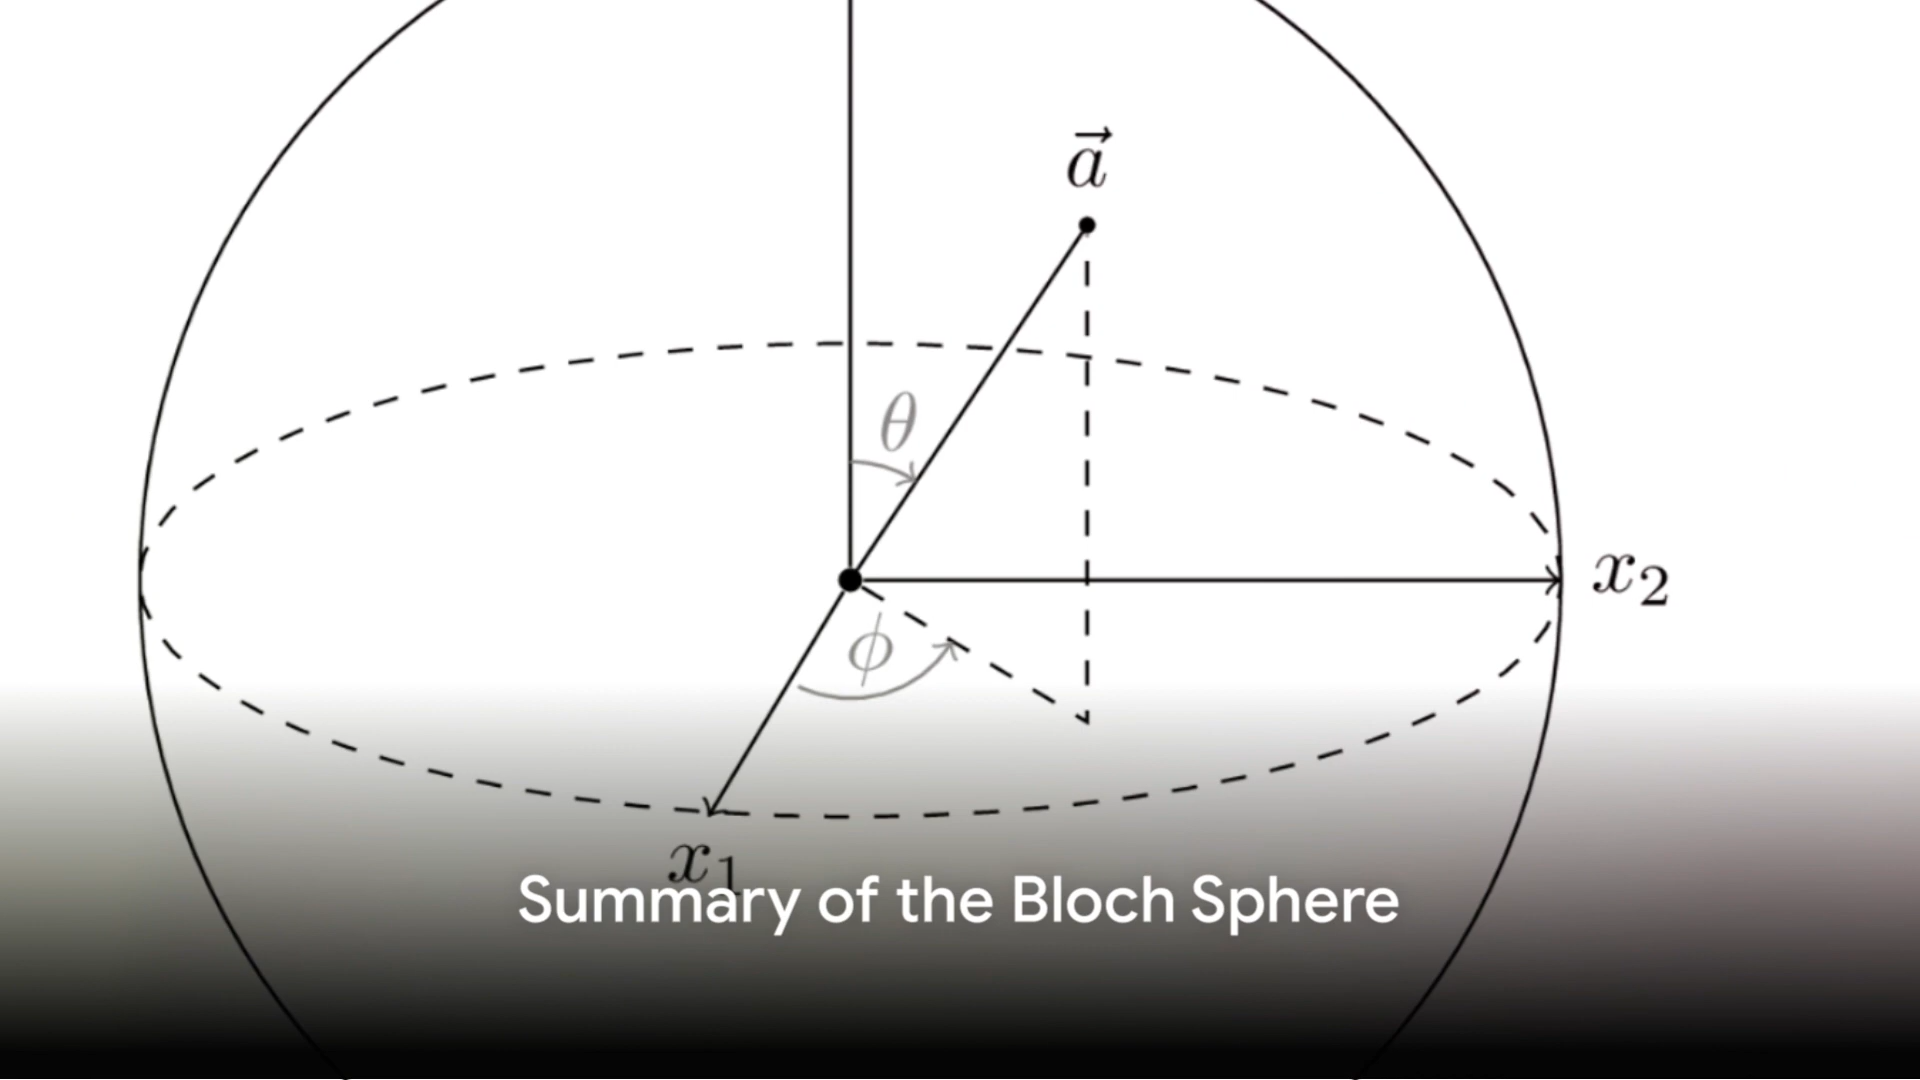 a⃗
θ
x₂
ϕ
x₁
Summary of the Bloch Sphere